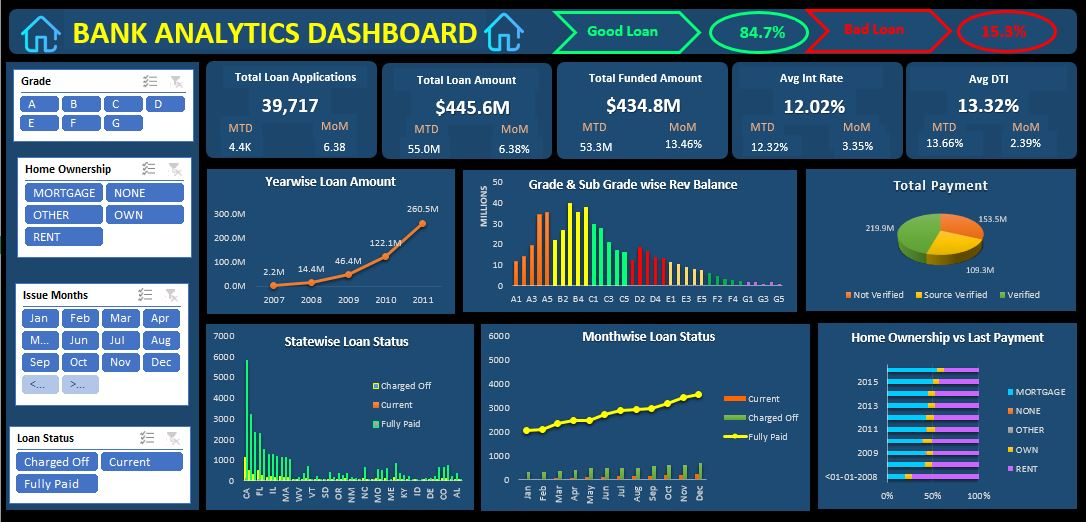 BANK ANALYTICS DASHBOARD
Good Loan
84.7%
Bad Loan
15.3%
Grade
A B C D
E F G
Home Ownership
MORTGAGE NONE
OTHER OWN
RENT
Issue Months
Jan Feb Mar Apr
M... Jun Jul Aug
Sep Oct Nov Dec
<... >...
Loan Status
Charged Off Current
Fully Paid
Total Loan Applications
39,717
MTD MoM
4.4K 6.38
Total Loan Amount
$445.6M
MTD MoM
55.0M 6.38%
Total Funded Amount
$434.8M
MTD MoM
53.3M 13.46%
Avg Int Rate
12.02%
MTD MoM
12.32% 3.35%
Avg DTI
13.32%
MTD MoM
13.66% 2.39%
Yearwise Loan Amount
300.0M
200.0M
100.0M
0.0M
2.2M 14.4M 46.4M 122.1M 260.5M
2007 2008 2009 2010 2011
Grade & Sub Grade wise Rev Balance
MILLIONS
50
40
30
20
10
0
A1 A3 A5 B2 B4 C1 C3 C5 D2 D4 E1 E3 E5 F2 F4 G1 G3 G5
Total Payment
153.5M
219.9M
109.3M
Not Verified Source Verified Verified
Statewise Loan Status
7000
6000
5000
4000
3000
2000
1000
0
Charged Off
Current
Fully Paid
CA FL IL MA WV VT SD OR NM NC MO ME KY ID DE CO AL
Monthwise Loan Status
6000
5000
4000
3000
2000
1000
0
Current
Charged Off
Fully Paid
Jan Feb Mar Apr May Jun Jul Aug Sep Oct Nov Dec
Home Ownership vs Last Payment
2015
2013
2011
2009
<01-01-2008
0% 50% 100%
MORTGAGE
NONE
OTHER
OWN
RENT